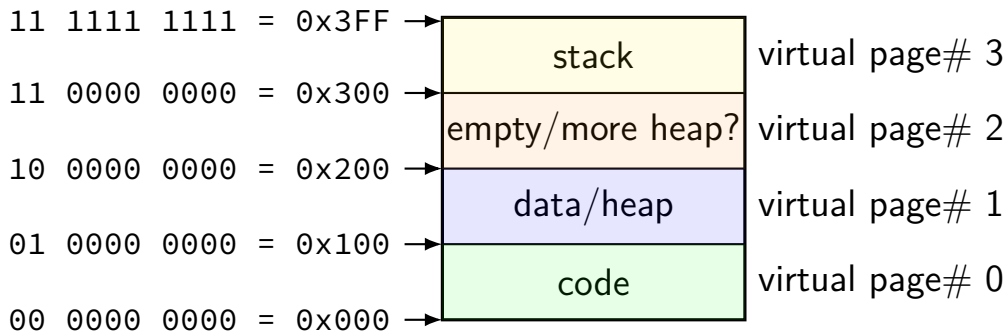 11 1111 1111 = 0x3FF
stack
virtual page# 3
11 0000 0000 = 0x300
empty/more heap?
virtual page# 2
10 0000 0000 = 0x200
data/heap
virtual page# 1
01 0000 0000 = 0x100
code
virtual page# 0
00 0000 0000 = 0x000